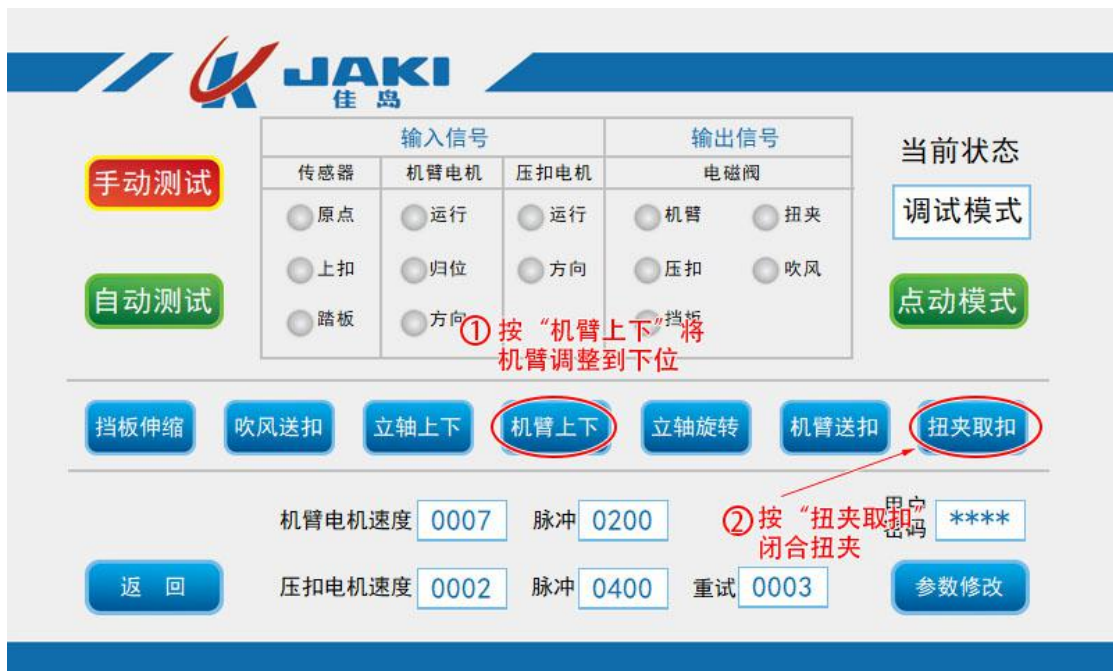 JAKI
佳岛
输入信号 输出信号
当前状态
传感器 机臂电机 压扣电机 电磁阀
手动测试
原点 运行 运行 机臂 扭夹
调试模式
上扣 归位 方向 压扣 吹风
自动测试
点动模式
踏板 方向 挡板
①按“机臂上下”将
机臂调整到下位
挡板伸缩 吹风送扣 立轴上下 机臂上下 立轴旋转 机臂送扣 扭夹取扣
机臂电机速度 0007 脉冲 0200
用户
密码 ****
②按“扭夹取扣”
闭合扭夹
返 回 压扣电机速度 0002 脉冲 0400 重试 0003 参数修改